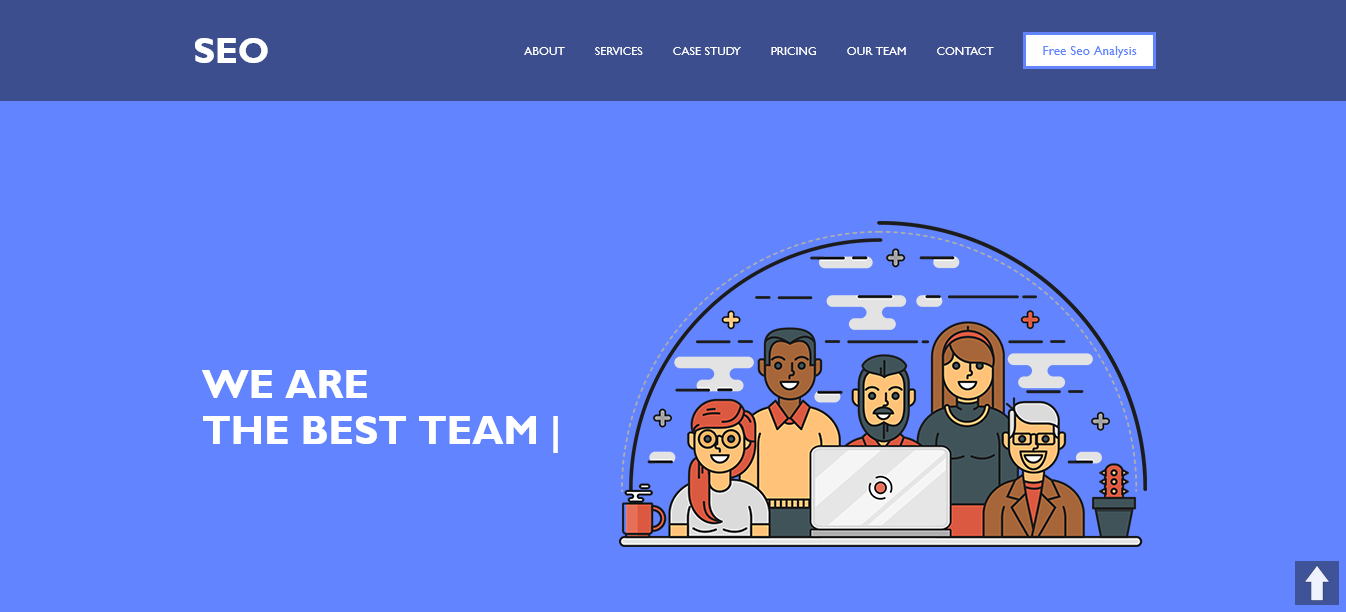 SEO
ABOUT SERVICES CASE STUDY PRICING OUR TEAM CONTACT Free Seo Analysis
WE ARE
THE BEST TEAM |